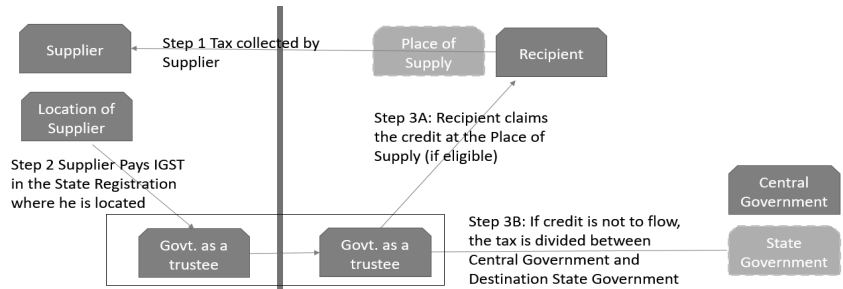 Supplier
Step 1 Tax collected by
Supplier
Place of
Supply
Recipient
Location of
Supplier
Step 3A: Recipient claims
the credit at the Place of
Supply (if eligible)
Step 2 Supplier Pays IGST
in the State Registration
where he is located
Central
Government
Govt. as a
trustee
Govt. as a
trustee
Step 3B: If credit is not to flow,
the tax is divided between
Central Government and
Destination State Government
State
Government